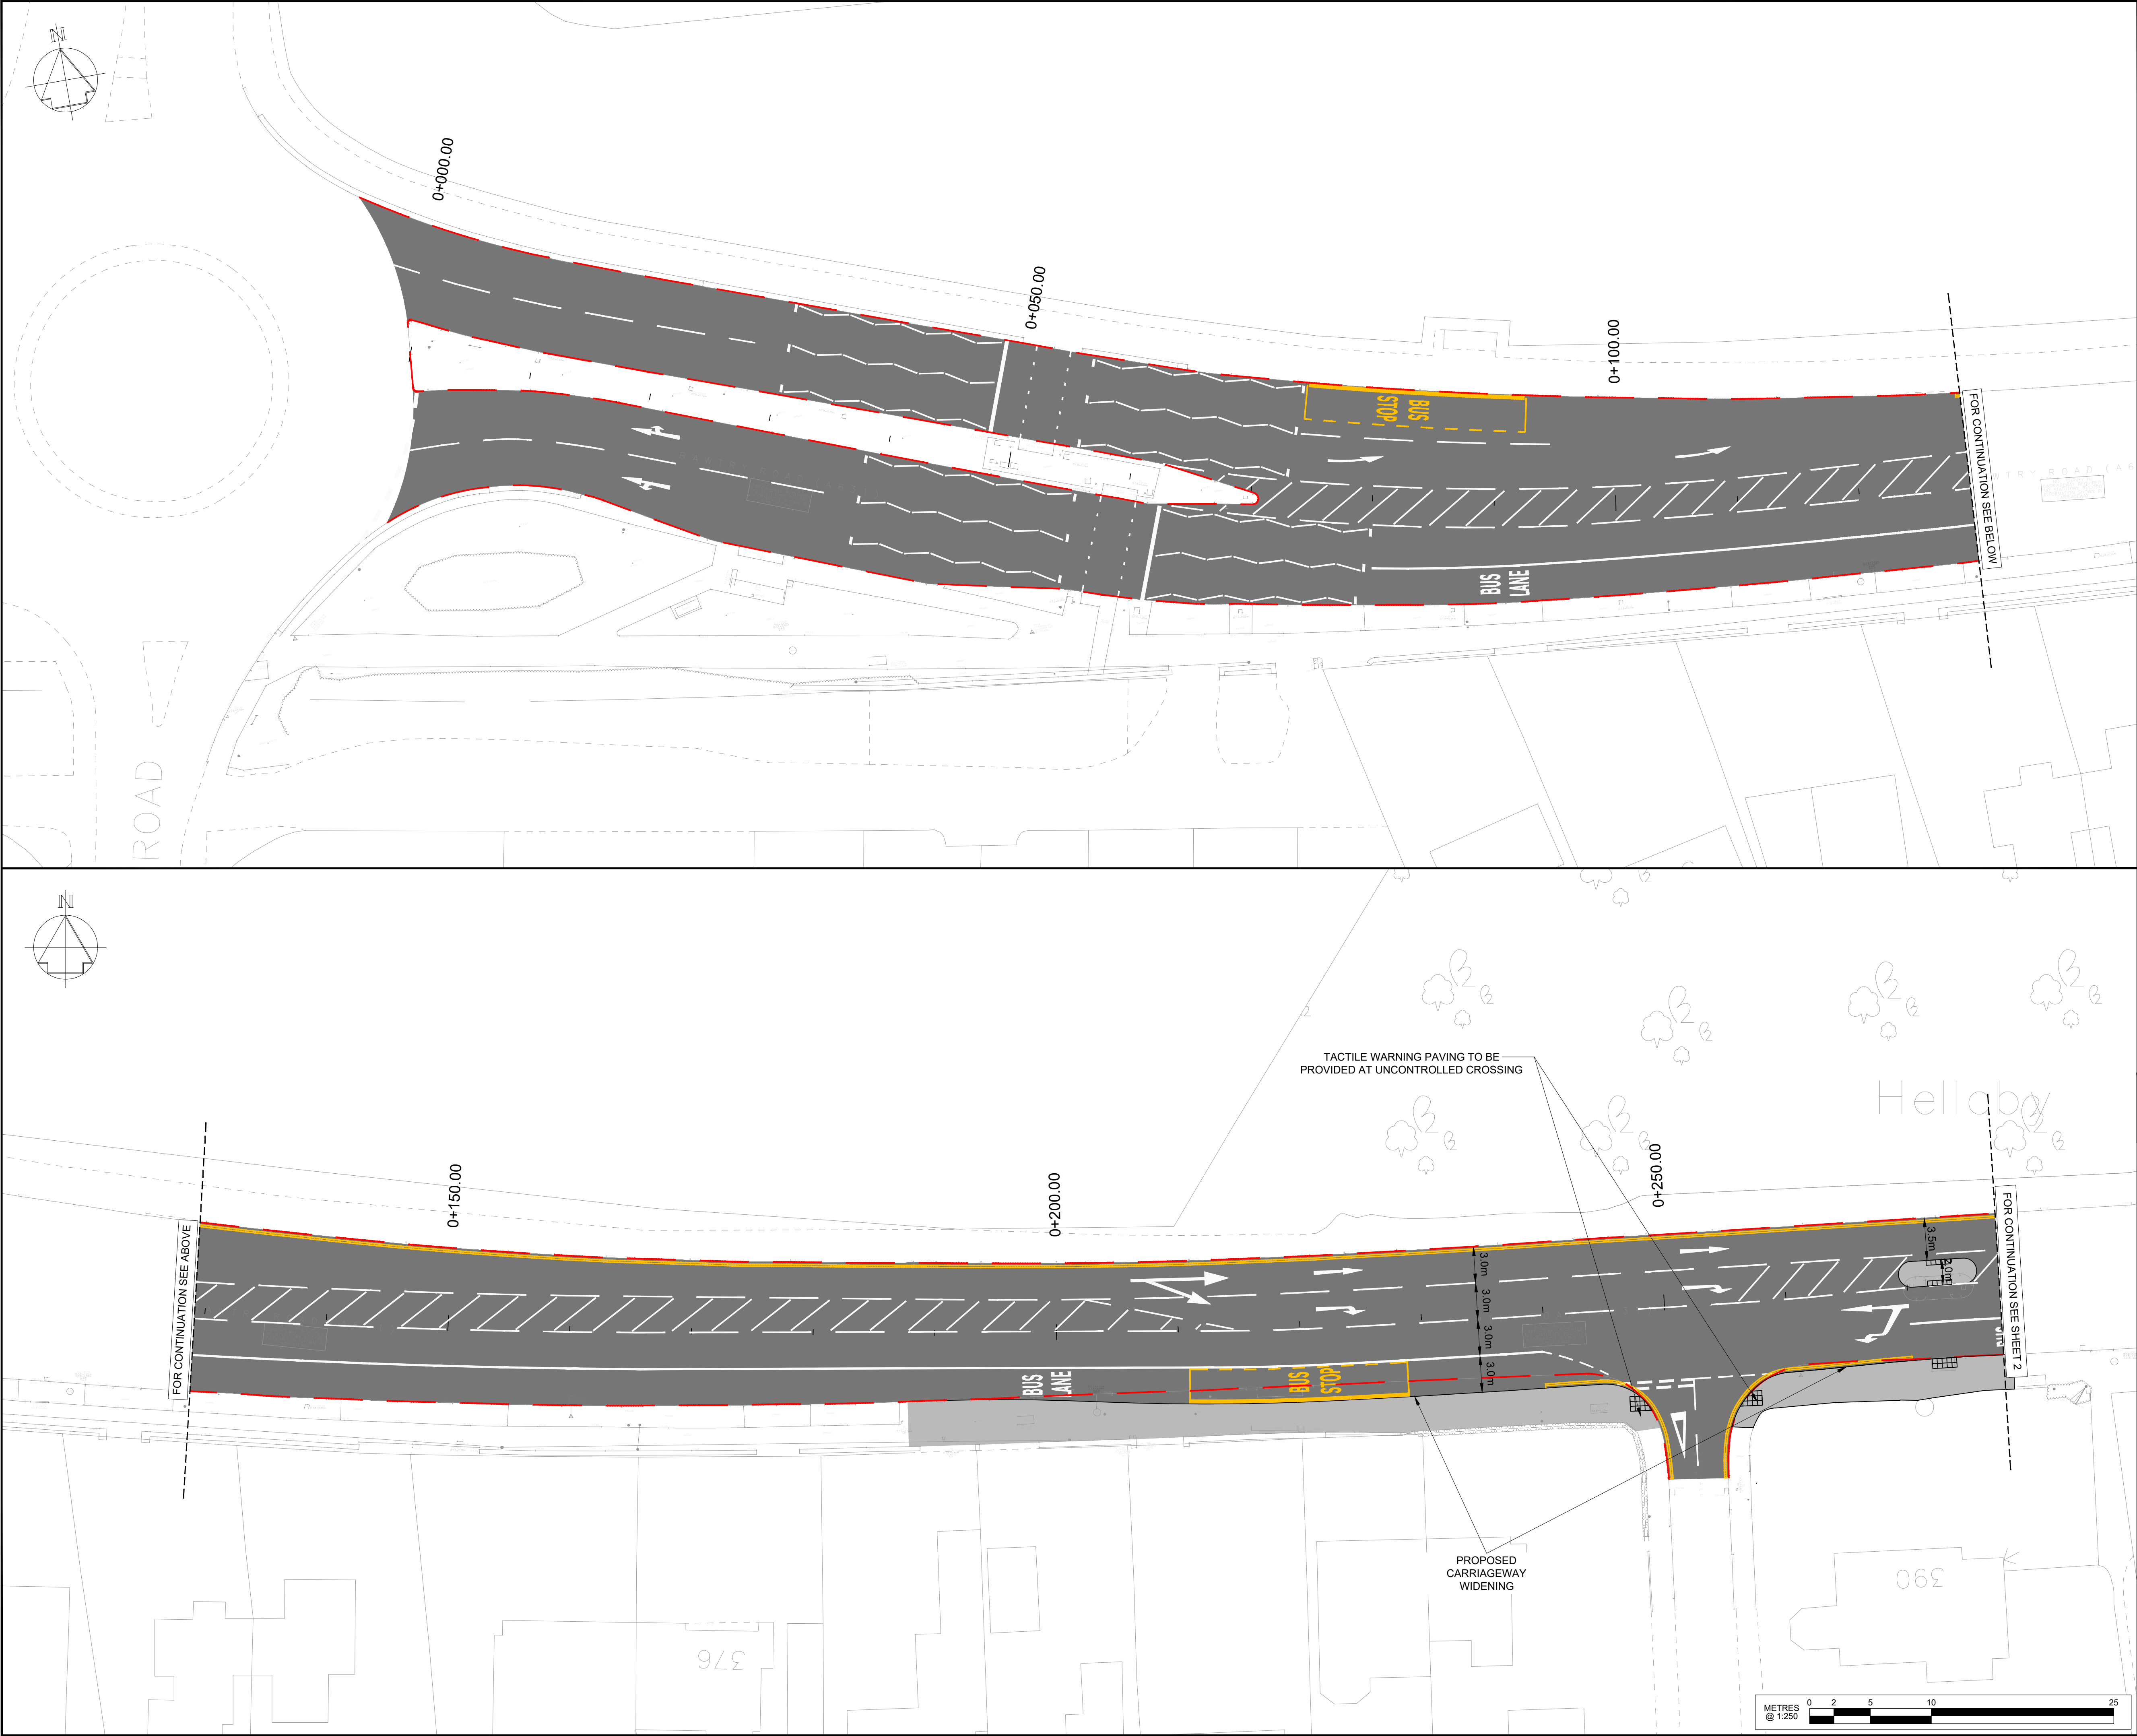 N
0+000.00
0+050.00
0+100.00
BUS
STOP
BUS
LANE
FOR CONTINUATION SEE BELOW
ROAD
N
TACTILE WARNING PAVING TO BE
PROVIDED AT UNCONTROLLED CROSSING
Hellaby
0+150.00
0+200.00
0+250.00
FOR CONTINUATION SEE ABOVE
FOR CONTINUATION SEE SHEET 2
3.5m
2.0m
3.0m
3.0m
3.0m
3.0m
BUS
LANE
BUS
STOP
PROPOSED
CARRIAGEWAY
WIDENING
376
390
METRES
@ 1:250
0 2 5 10 25